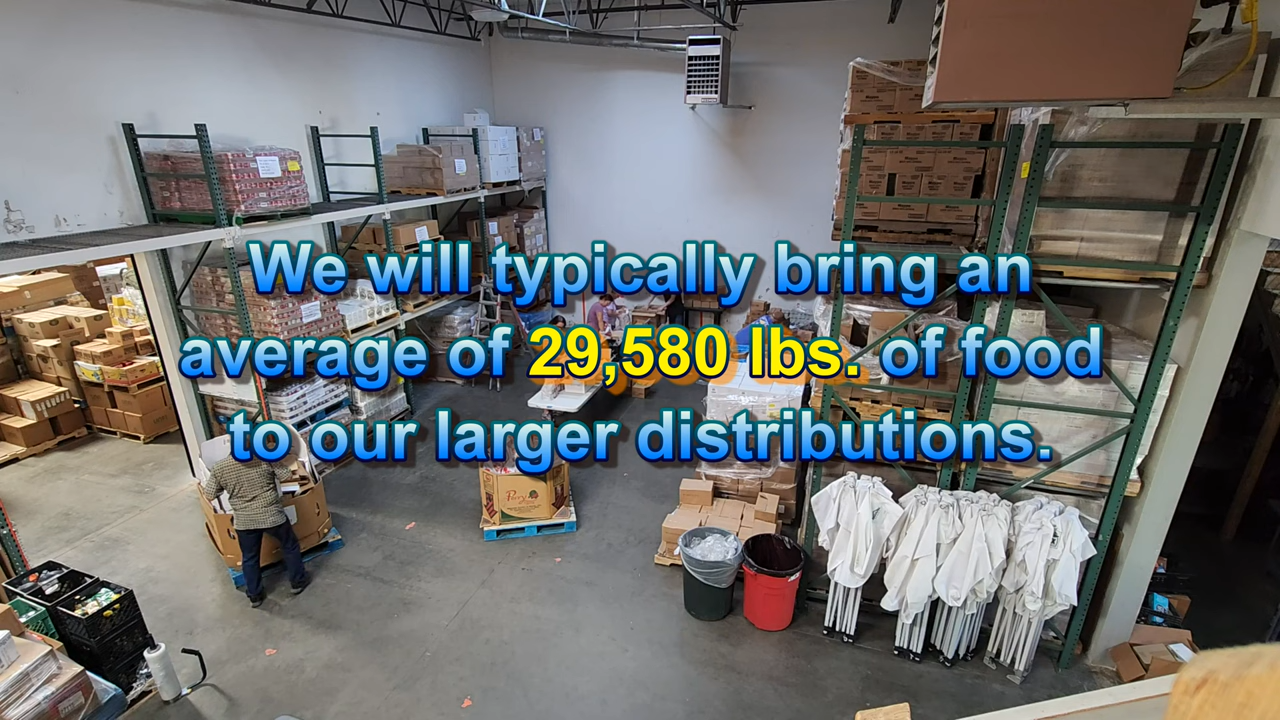 We will typically bring an
average of 29,580 lbs. of food
to our larger distributions.